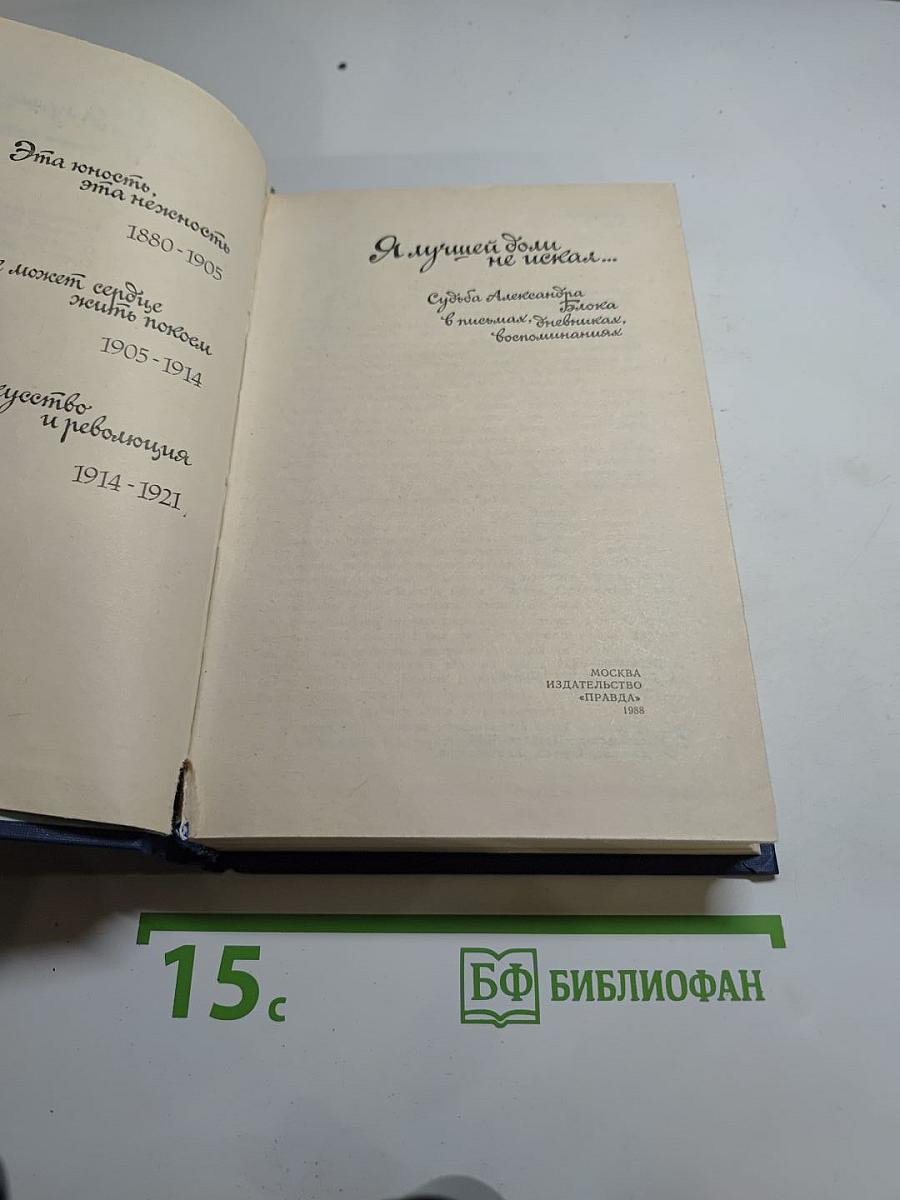 Эта юность,
эта нежность
1880-1905
может сердце
жить покоем
1905-1914
и революция
1914-1921
Я лучшей доли
не искал...
Судьба Александра
Блока
в письмах, дневниках,
воспоминаниях
МОСКВА
ИЗДАТЕЛЬСТВО
«ПРАВДА»
1988
15 с
БФ БИБЛИОФАН